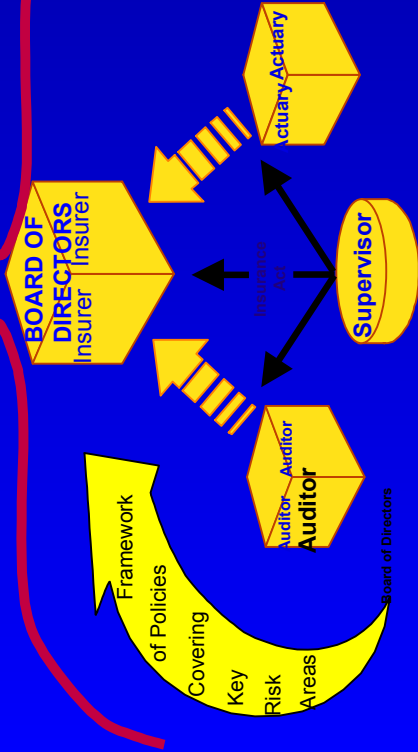 BOARD OF
DIRECTORS
Insurer Insurer
Actuary Actuary
Insurance
Act
Supervisor
Auditor Auditor
Auditor
Framework
of Policies
Covering
Key
Risk
Areas
Board of Directors